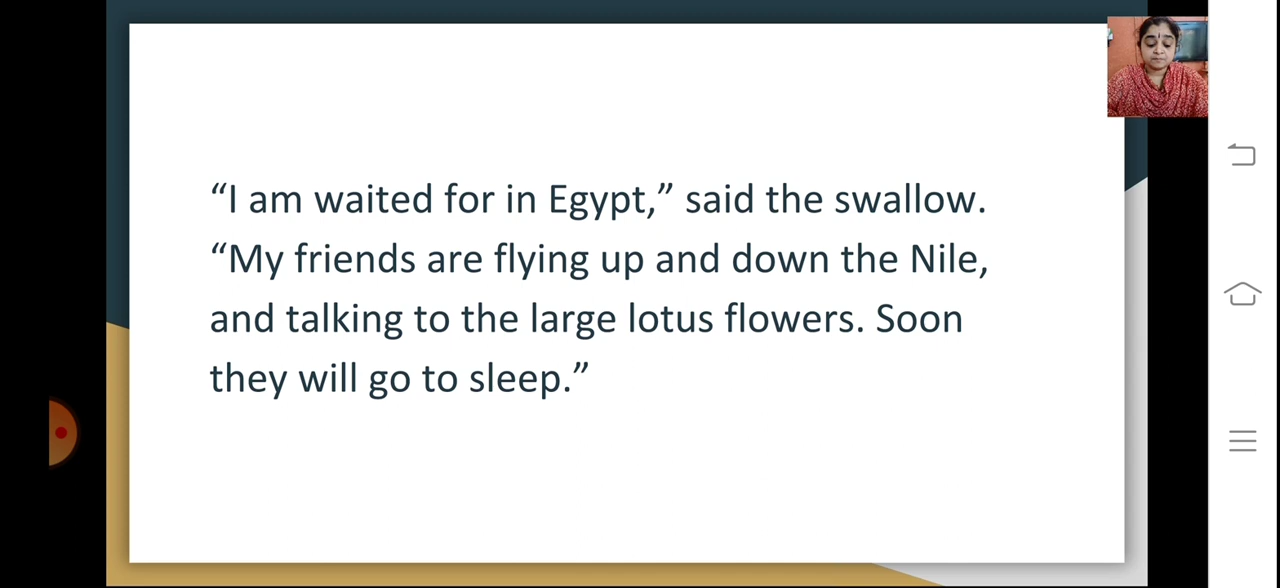 “I am waited for in Egypt,” said the swallow.
“My friends are flying up and down the Nile,
and talking to the large lotus flowers. Soon
they will go to sleep.”